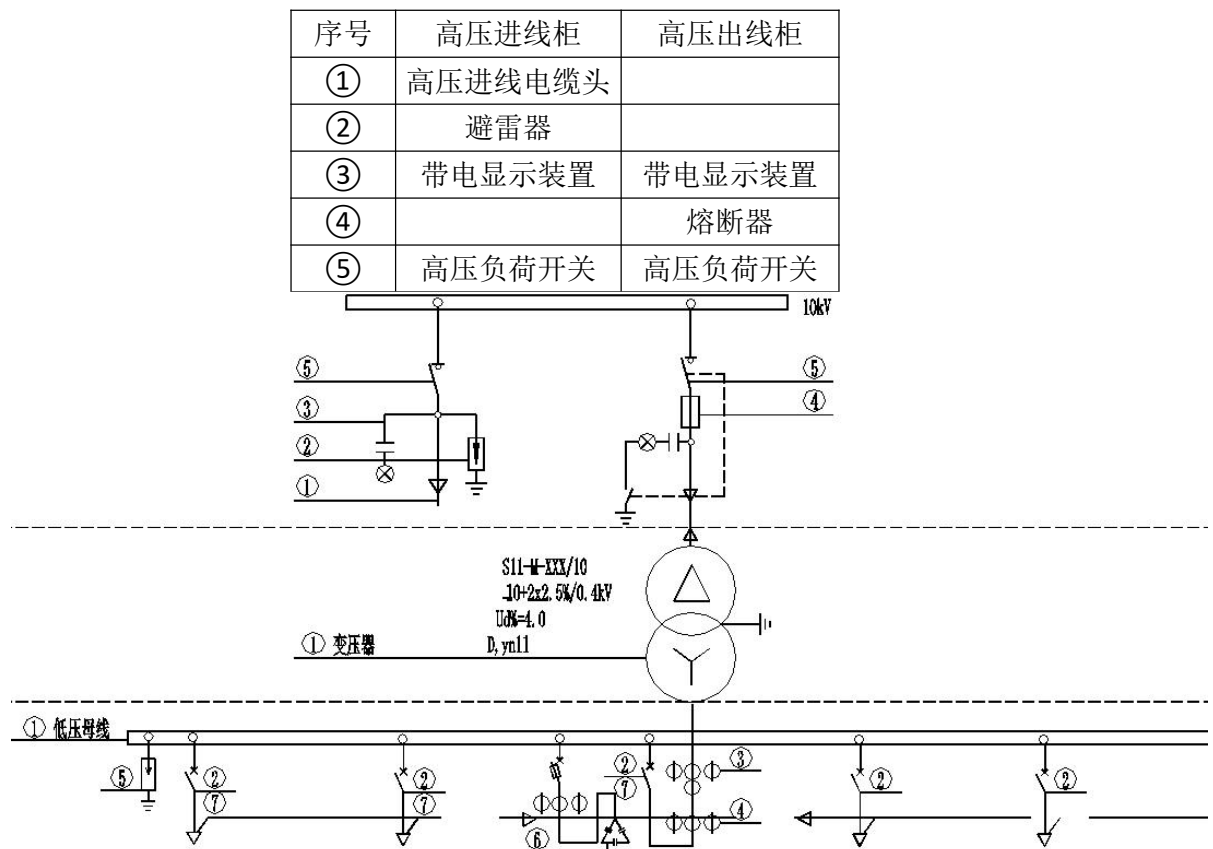 序号 高压进线柜 高压出线柜
① 高压进线电缆头
② 避雷器
③ 带电显示装置 带电显示装置
④ 熔断器
⑤ 高压负荷开关 高压负荷开关
10kV
⑤ ⑤
③ ④
②
①
S11-M-XXX/10
10+2x2.5%/0.4kV
Ud%=4.0
① 变压器 D,yn11
① 低压母线
⑤ ② ② ② ③ ② ②
⑦ ⑦ ⑦ ④
⑥